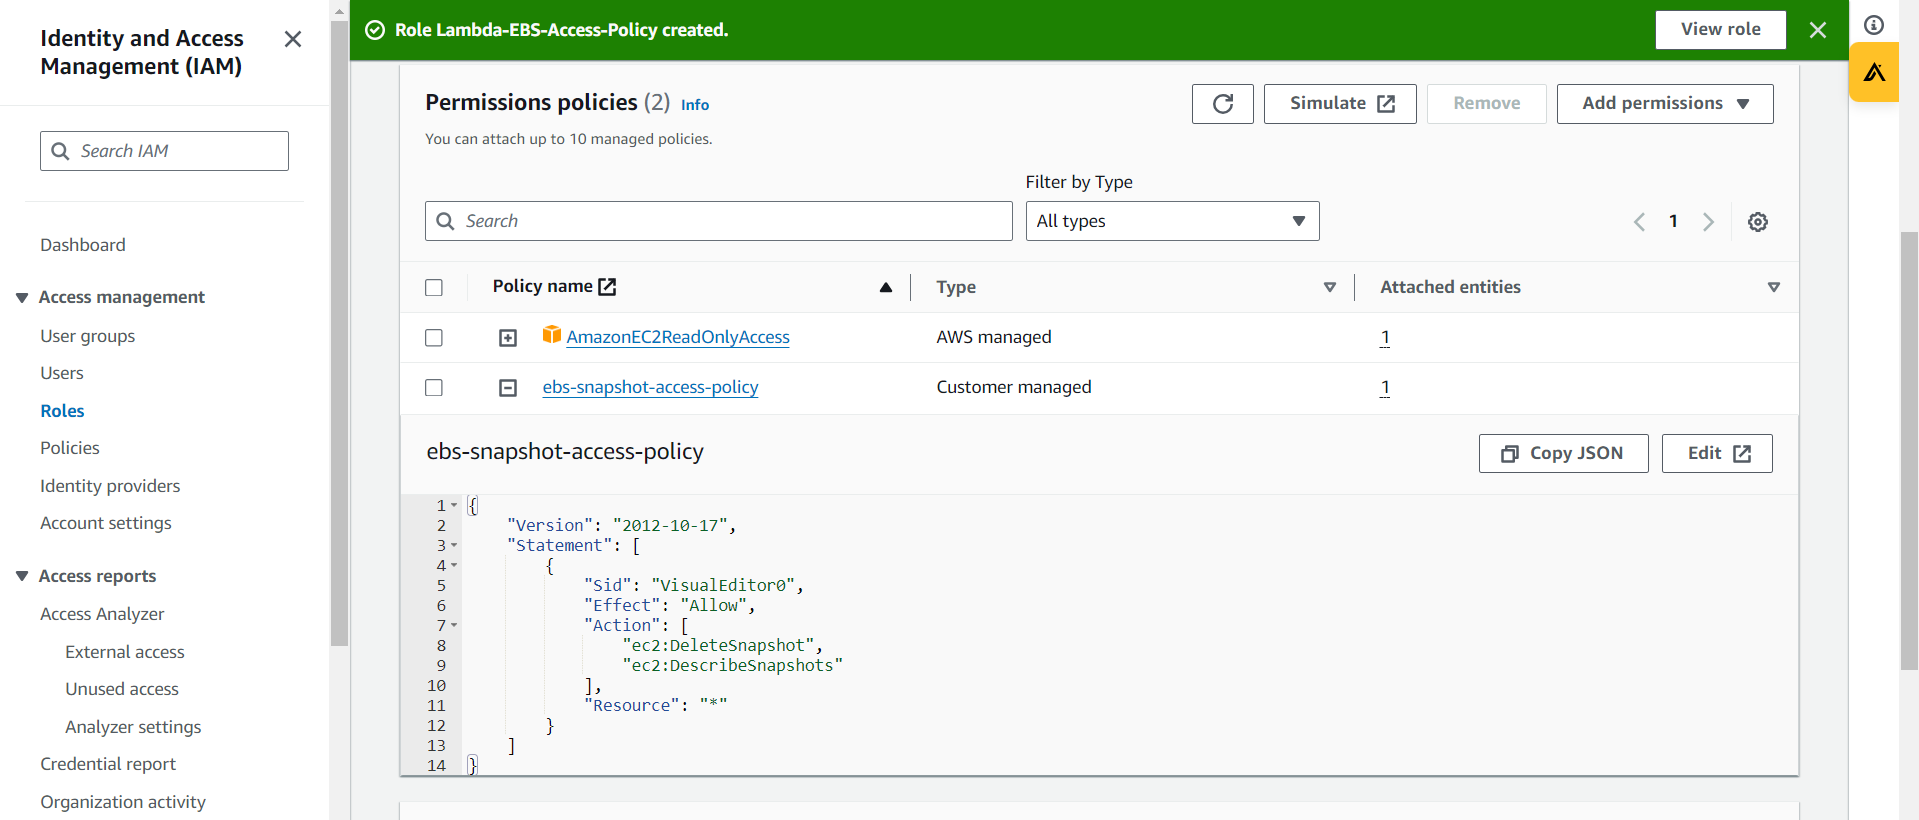 Identity and Access
Management (IAM)
Search IAM
Dashboard
Access management
User groups
Users
Roles
Policies
Identity providers
Account settings
Access reports
Access Analyzer
External access
Unused access
Analyzer settings
Credential report
Organization activity
Role Lambda-EBS-Access-Policy created.
View role
Permissions policies (2) Info
You can attach up to 10 managed policies.
Simulate
Remove
Add permissions
Filter by Type
Search
All types
1
Policy name
Type
Attached entities
AmazonEC2ReadOnlyAccess
AWS managed
1
ebs-snapshot-access-policy
Customer managed
1
ebs-snapshot-access-policy
Copy JSON
Edit
1 {
2 "Version": "2012-10-17",
3 "Statement": [
4 {
5 "Sid": "VisualEditor0",
6 "Effect": "Allow",
7 "Action": [
8 "ec2:DeleteSnapshot",
9 "ec2:DescribeSnapshots"
10 ],
11 "Resource": "*"
12 }
13 ]
14 }